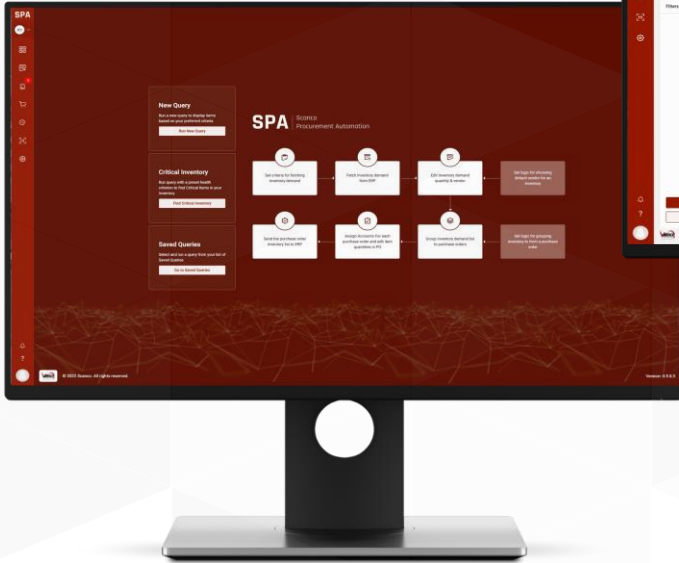 SPA
Filters
New Query
Run a new query to display items
based on your preferred criteria.
Run New Query
Critical Inventory
Run query with a preset health
criterion to find Critical Items in your
inventory.
Find Critical Inventory
Saved Queries
Select and run a query from your list of
Saved Queries
Go to Saved Queries
SPA
Scanco
Procurement Automation
Set criteria for fetching
inventory demand
Fetch inventory demand
from ERP
Edit inventory demand
quantity & vendor
Set logic for choosing
default vendor for an
inventory
Send the purchase order
inventory list to ERP
Assign Accounts for each
purchase order and edit item
quantities in PO
Group inventory demand list
to purchase orders
Set logic for grouping
inventory to form a purchase
order
?
?
© 2022 Scanco. All rights reserved.